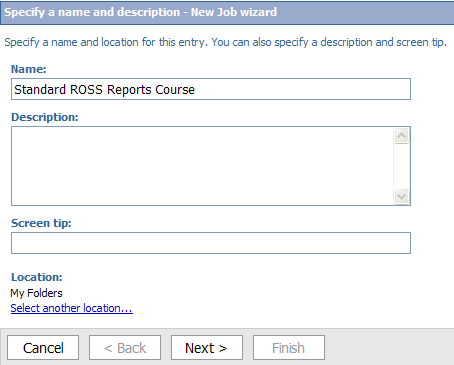 Specify a name and description - New Job wizard
Specify a name and location for this entry. You can also specify a description and screen tip.
Name:
Standard ROSS Reports Course
Description:
Screen tip:
Location:
My Folders
Select another location...
Cancel
< Back
Next >
Finish